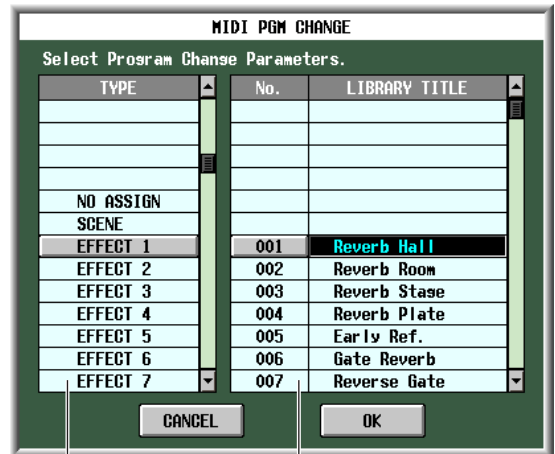 MIDI PGM CHANGE
Select Program Change Parameters.
TYPE No. LIBRARY TITLE
NO ASSIGN
SCENE
EFFECT 1 001 Reverb Hall
EFFECT 2 002 Reverb Room
EFFECT 3 003 Reverb Stage
EFFECT 4 004 Reverb Plate
EFFECT 5 005 Early Ref.
EFFECT 6 006 Gate Reverb
EFFECT 7 007 Reverse Gate
CANCEL OK